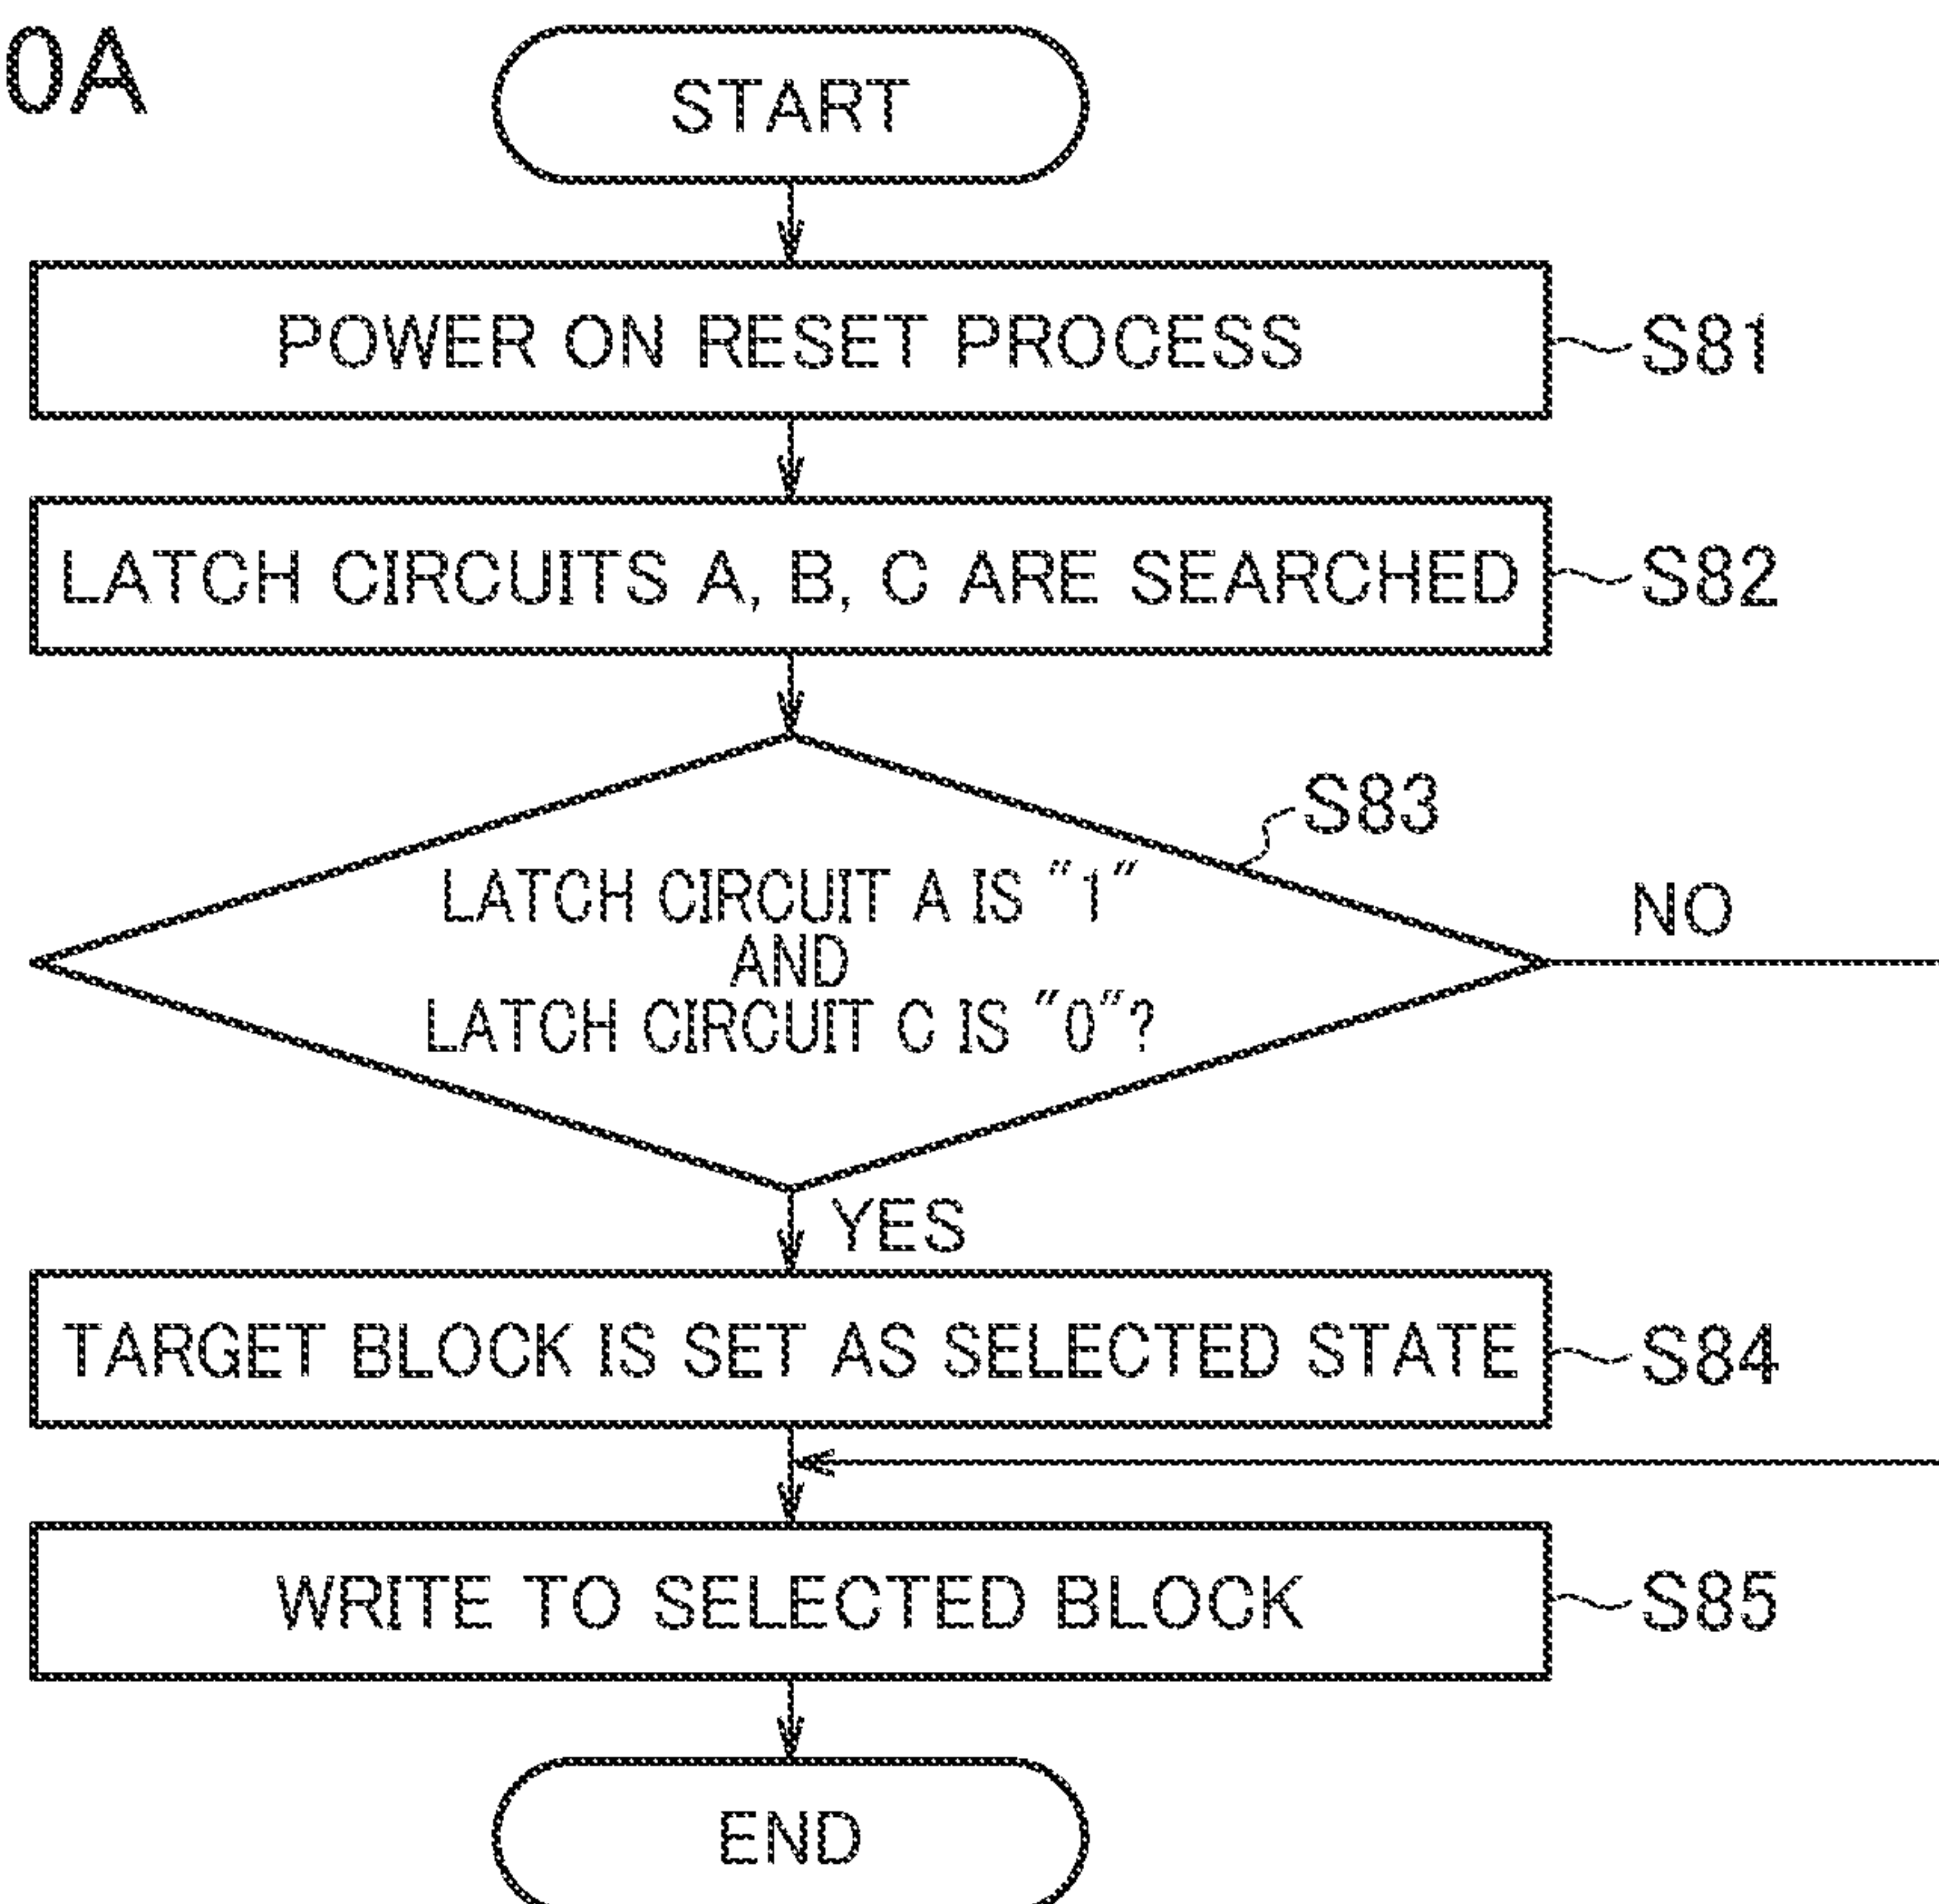 0A
START
POWER ON RESET PROCESS
S81
LATCH CIRCUITS A, B, C ARE SEARCHED
S82
S83
LATCH CIRCUIT A IS "1"
AND
LATCH CIRCUIT C IS "0"?
NO
YES
TARGET BLOCK IS SET AS SELECTED STATE
S84
WRITE TO SELECTED BLOCK
S85
END